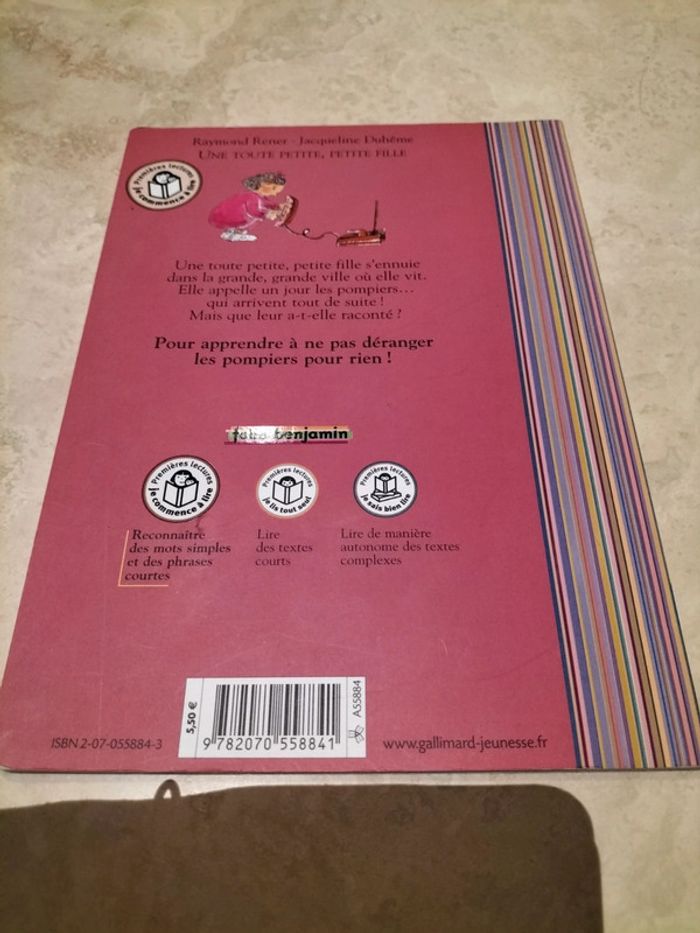 Raymond Rener - Jacqueline Duhême
UNE TOUTE PETITE, PETITE FILLE
Premières lectures
je commence à lire
Une toute petite, petite fille s'ennuie
dans la grande, grande ville où elle vit.
Elle appelle un jour les pompiers...
qui arrivent tout de suite !
Mais que leur a-t-elle raconté ?
Pour apprendre à ne pas déranger
les pompiers pour rien !
folio benjamin
Premières lectures
je commence à lire
Reconnaître
des mots simples
et des phrases
courtes
Premières lectures
je lis tout seul
Lire
des textes
courts
Premières lectures
je sais bien lire
Lire de manière
autonome des textes
complexes
ISBN 2-07-055884-3
5,50 €
9 782070 558841
A55884
www.gallimard-jeunesse.fr